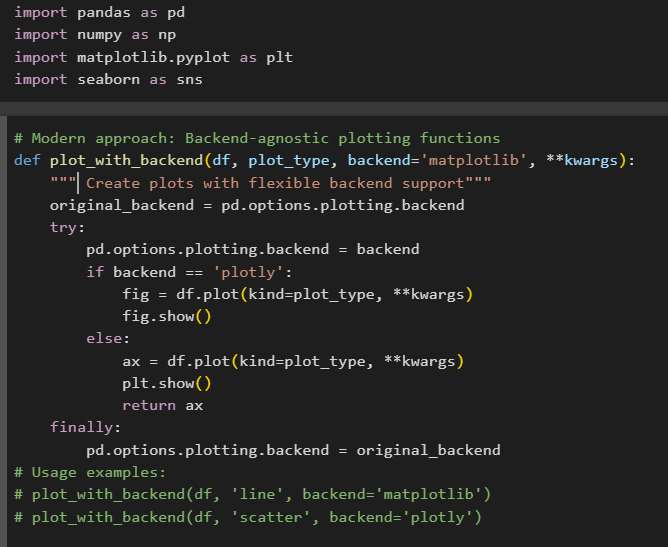 import pandas as pd
import numpy as np
import matplotlib.pyplot as plt
import seaborn as sns
# Modern approach: Backend-agnostic plotting functions
def plot_with_backend(df, plot_type, backend='matplotlib', **kwargs):
    """ Create plots with flexible backend support"""
    original_backend = pd.options.plotting.backend
    try:
        pd.options.plotting.backend = backend
        if backend == 'plotly':
            fig = df.plot(kind=plot_type, **kwargs)
            fig.show()
        else:
            ax = df.plot(kind=plot_type, **kwargs)
            plt.show()
            return ax
    finally:
        pd.options.plotting.backend = original_backend
# Usage examples:
# plot_with_backend(df, 'line', backend='matplotlib')
# plot_with_backend(df, 'scatter', backend='plotly')